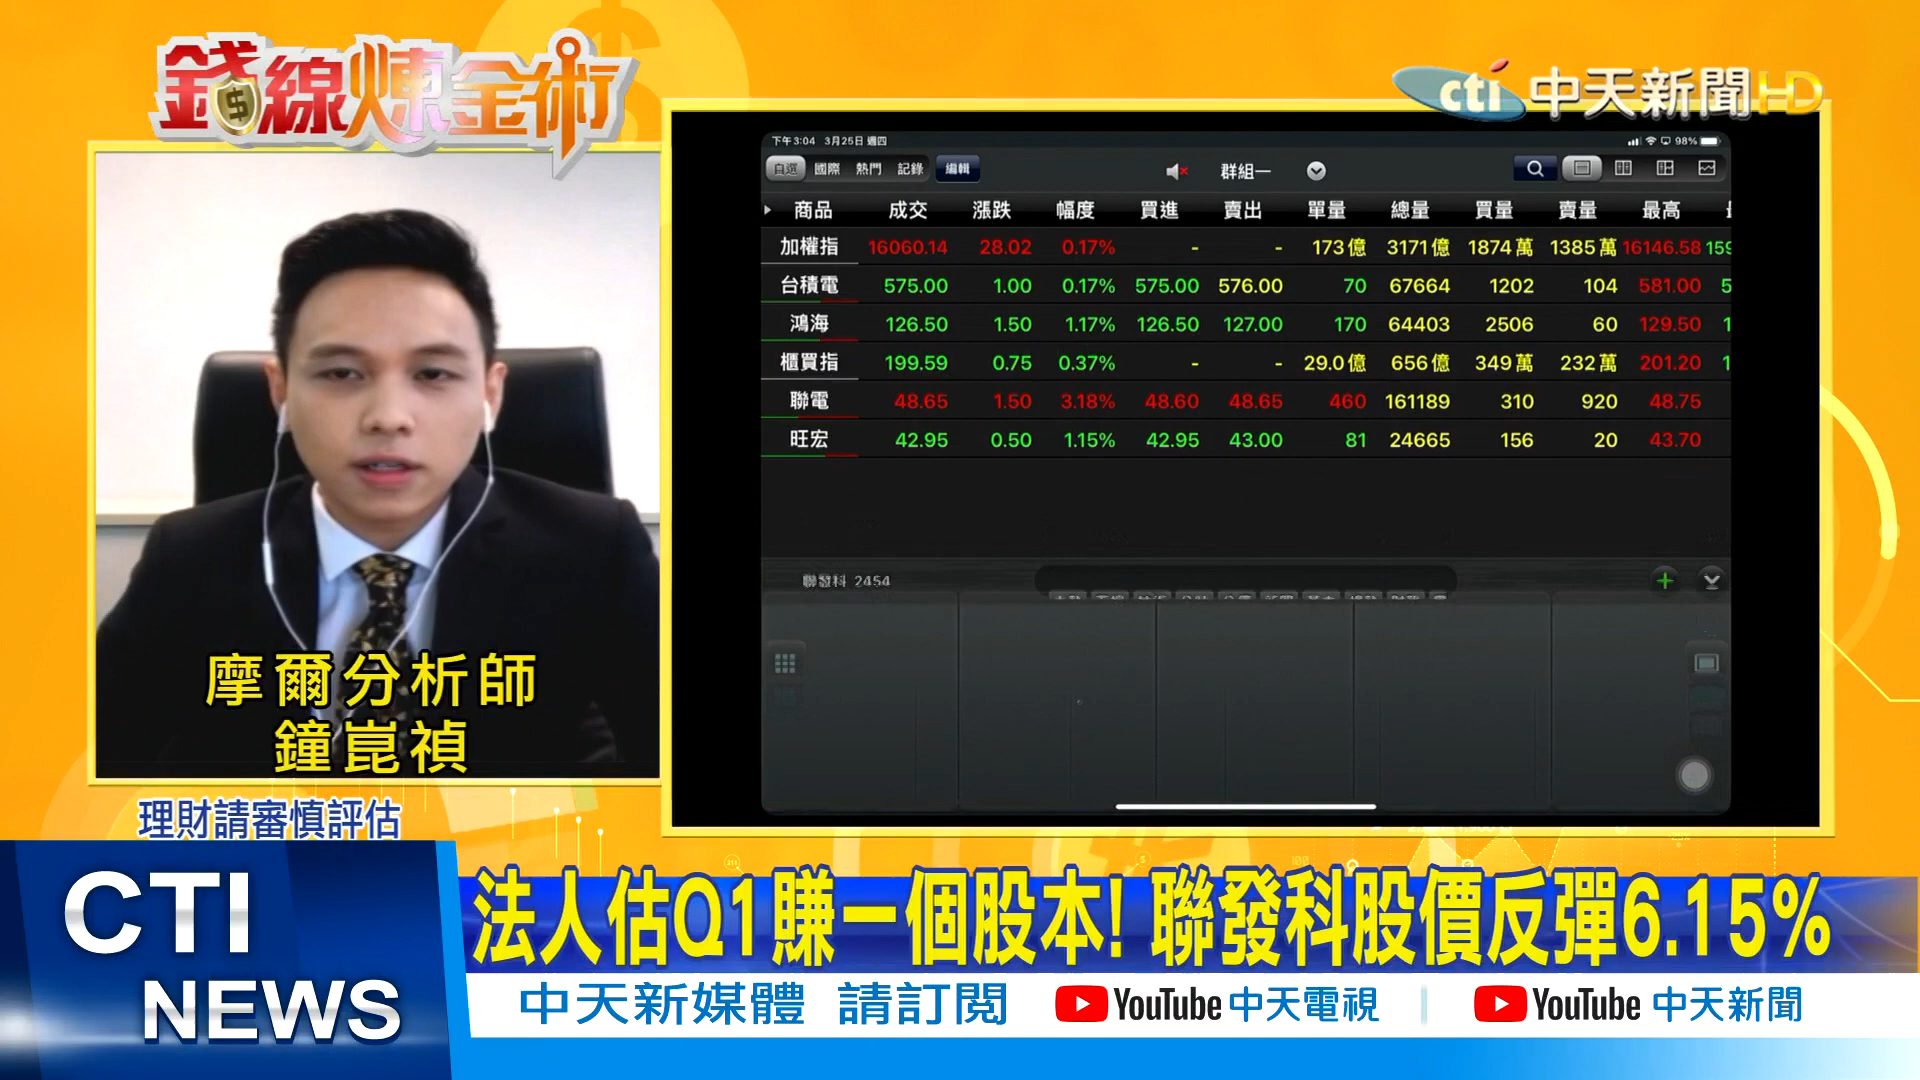 錢線煉金術
cti 中天新聞HD
下午3:04 3月25日 週四
98%
自選 國際 熱門 記錄 編輯 群組一
商品 成交 漲跌 幅度 買進 賣出 單量 總量 買量 賣量 最高
加權指 16060.14 28.02 0.17% - - 173億 3171億 1874萬 1385萬 16146.58 159
台積電 575.00 1.00 0.17% 575.00 576.00 70 67664 1202 104 581.00 5
鴻海 126.50 1.50 1.17% 126.50 127.00 170 64403 2506 60 129.50 1
櫃買指 199.59 0.75 0.37% - - 29.0億 656億 349萬 232萬 201.20 1
聯電 48.65 1.50 3.18% 48.60 48.65 460 161189 310 920 48.75
旺宏 42.95 0.50 1.15% 42.95 43.00 81 24665 156 20 43.70
聯發科 2454
摩爾分析師
鐘崑禎
理財請審慎評估
CTI
NEWS
法人估Q1賺一個股本! 聯發科股價反彈6.15%
中天新媒體 請訂閱 YouTube 中天電視 | YouTube 中天新聞